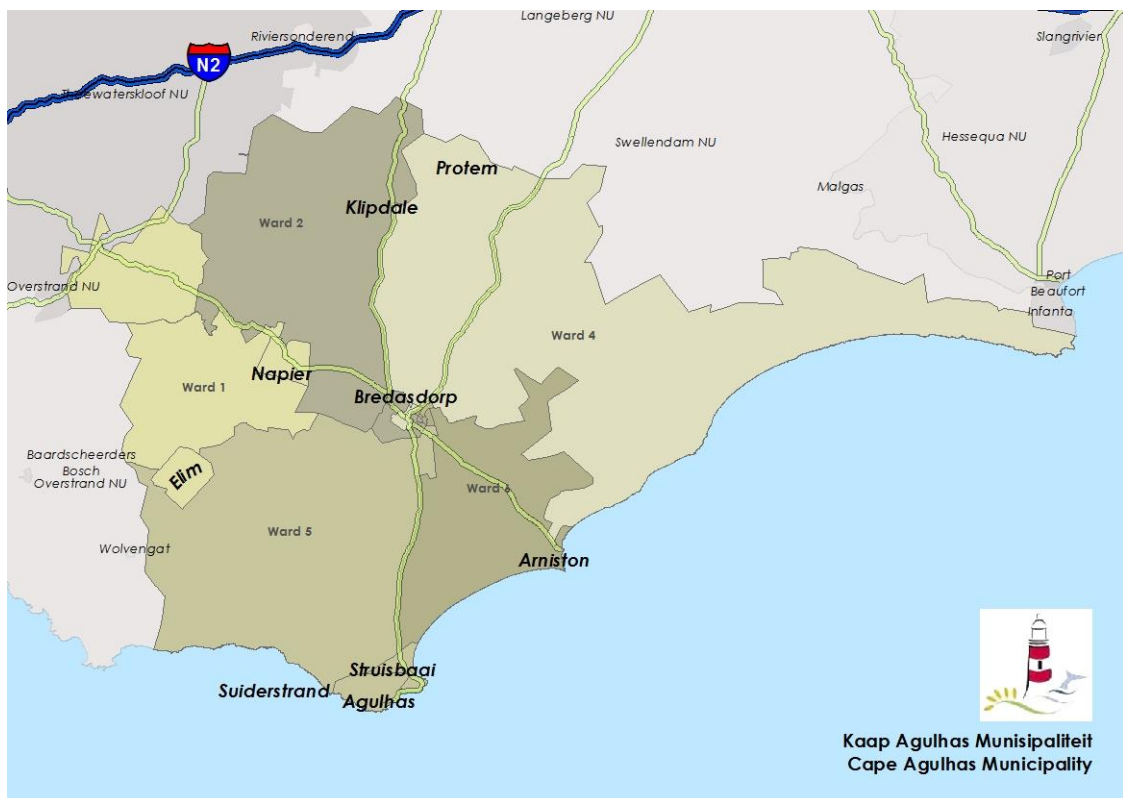 Langeberg NU
Riviersonderend
Slangrivier
N2
Theewaterskloof NU
Hessequa NU
Swellendam NU
Protem
Malgas
Klipdale
Ward 2
Port
Beaufort
Overstrand NU
Infanta
Ward 4
Napier
Ward 1
Bredasdorp
Baardscheerders
Bosch
Overstrand NU
Elim
Ward 6
Ward 5
Wolvengat
Arniston
Struisbaai
Suiderstrand
Agulhas
Kaap Agulhas Munisipaliteit
Cape Agulhas Municipality